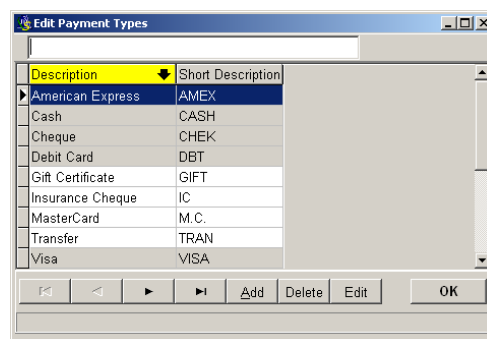 Edit Payment Types
Description Short Description
American Express AMEX
Cash CASH
Cheque CHEK
Debit Card DBT
Gift Certificate GIFT
Insurance Cheque IC
MasterCard M.C.
Transfer TRAN
Visa VISA
Add Delete Edit OK